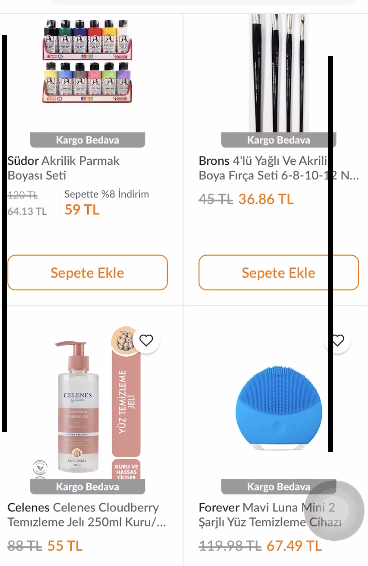 Kargo Bedava
Südor Akrilik Parmak
Boyası Seti
120 TL
64.13 TL
Sepette %8 İndirim
59 TL
Sepete Ekle
Kargo Bedava
Brons 4'lü Yağlı Ve Akrilik
Boya Fırça Seti 6-8-10-12 N...
45 TL 36.86 TL
Sepete Ekle
CELENES
YÜZ TEMİZLEME
JELİ
KURU VE
HASSAS
CİLTLER
Kargo Bedava
Celenes Celenes Cloudberry
Temızleme Jelı 250ml Kuru/...
88 TL 55 TL
Kargo Bedava
Forever Mavi Luna Mini 2
Şarjlı Yüz Temizleme Cihazı
119.98 TL 67.49 TL